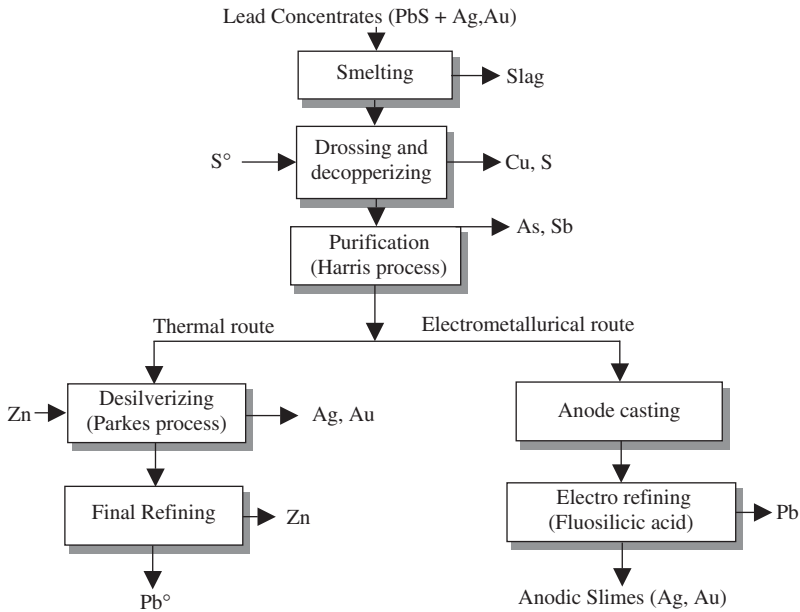 Lead Concentrates (PbS + Ag,Au)
Smelting
Slag
Drossing and
decopperizing
S°
Cu, S
Purification
(Harris process)
As, Sb
Thermal route
Electrometallurical route
Desilverizing
(Parkes process)
Zn
Ag, Au
Anode casting
Final Refining
Zn
Electro refining
(Fluosilicic acid)
Pb
Pb°
Anodic Slimes (Ag, Au)